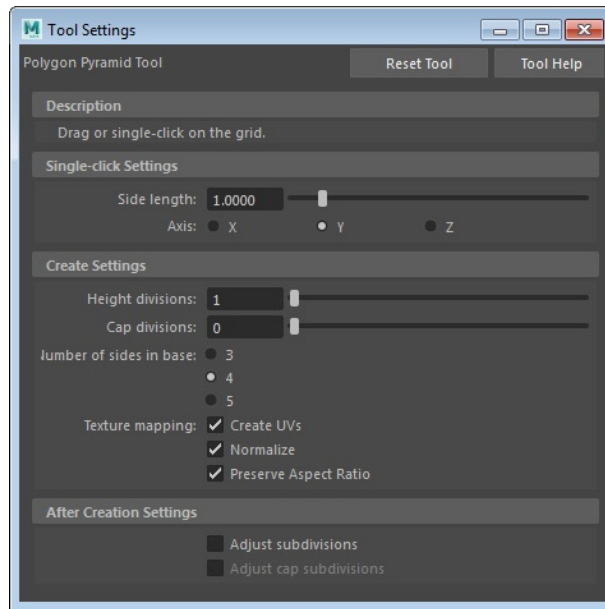 M Tool Settings
Polygon Pyramid Tool Reset Tool Tool Help
Description
Drag or single-click on the grid.
Single-click Settings
Side length: 1.0000
Axis: X Y Z
Create Settings
Height divisions: 1
Cap divisions: 0
Number of sides in base: 3
4
5
Texture mapping: Create UVs
Normalize
Preserve Aspect Ratio
After Creation Settings
Adjust subdivisions
Adjust cap subdivisions